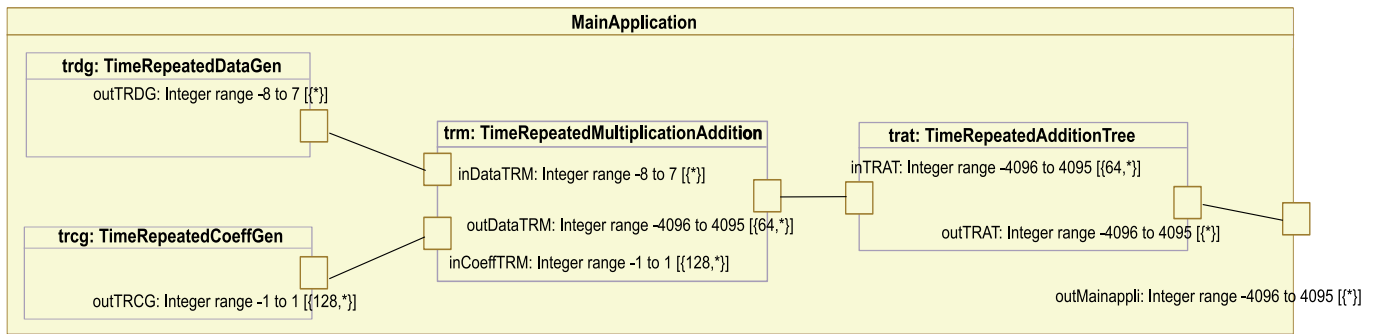 MainApplication
trdg: TimeRepeatedDataGen
outTRDG: Integer range -8 to 7 [{*}]
trm: TimeRepeatedMultiplicationAddition
inDataTRM: Integer range -8 to 7 [{*}]
outDataTRM: Integer range -4096 to 4095 [{64,*}]
inCoeffTRM: Integer range -1 to 1 [{128,*}]
trat: TimeRepeatedAdditionTree
inTRAT: Integer range -4096 to 4095 [{64,*}]
outTRAT: Integer range -4096 to 4095 [{*}]
trcg: TimeRepeatedCoeffGen
outTRCG: Integer range -1 to 1 [{128,*}]
outMainappli: Integer range -4096 to 4095 [{*}]